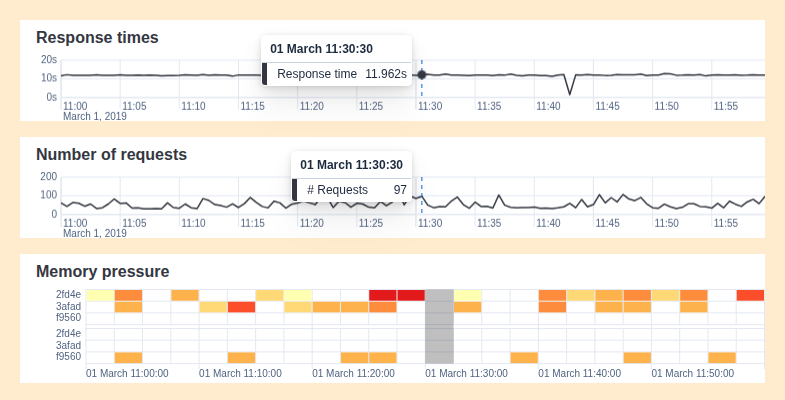 Response times
01 March 11:30:30
Response time 11.962s
20s
10s
0s
11:00 11:05 11:10 11:15 11:20 11:25 11:30 11:35 11:40 11:45 11:50 11:55
March 1, 2019
Number of requests
01 March 11:30:30
# Requests 97
200
100
0
11:00 11:05 11:10 11:15 11:20 11:25 11:30 11:35 11:40 11:45 11:50 11:55
March 1, 2019
Memory pressure
2fd4e
3afad
f9560
2fd4e
3afad
f9560
01 March 11:00:00 01 March 11:10:00 01 March 11:20:00 01 March 11:30:00 01 March 11:40:00 01 March 11:50:00